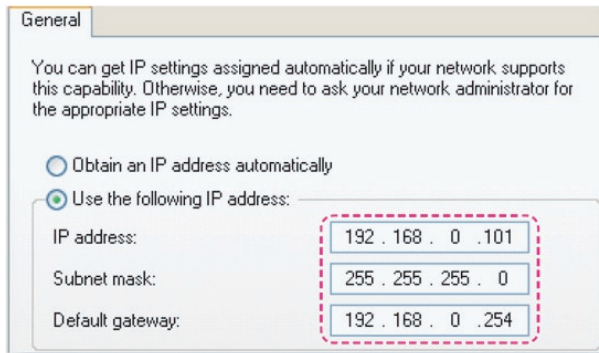 General
You can get IP settings assigned automatically if your network supports
this capability. Otherwise, you need to ask your network administrator for
the appropriate IP settings.
Obtain an IP address automatically
Use the following IP address:
IP address: 192 . 168 . 0 .101
Subnet mask: 255 . 255 . 255 . 0
Default gateway: 192 . 168 . 0 .254